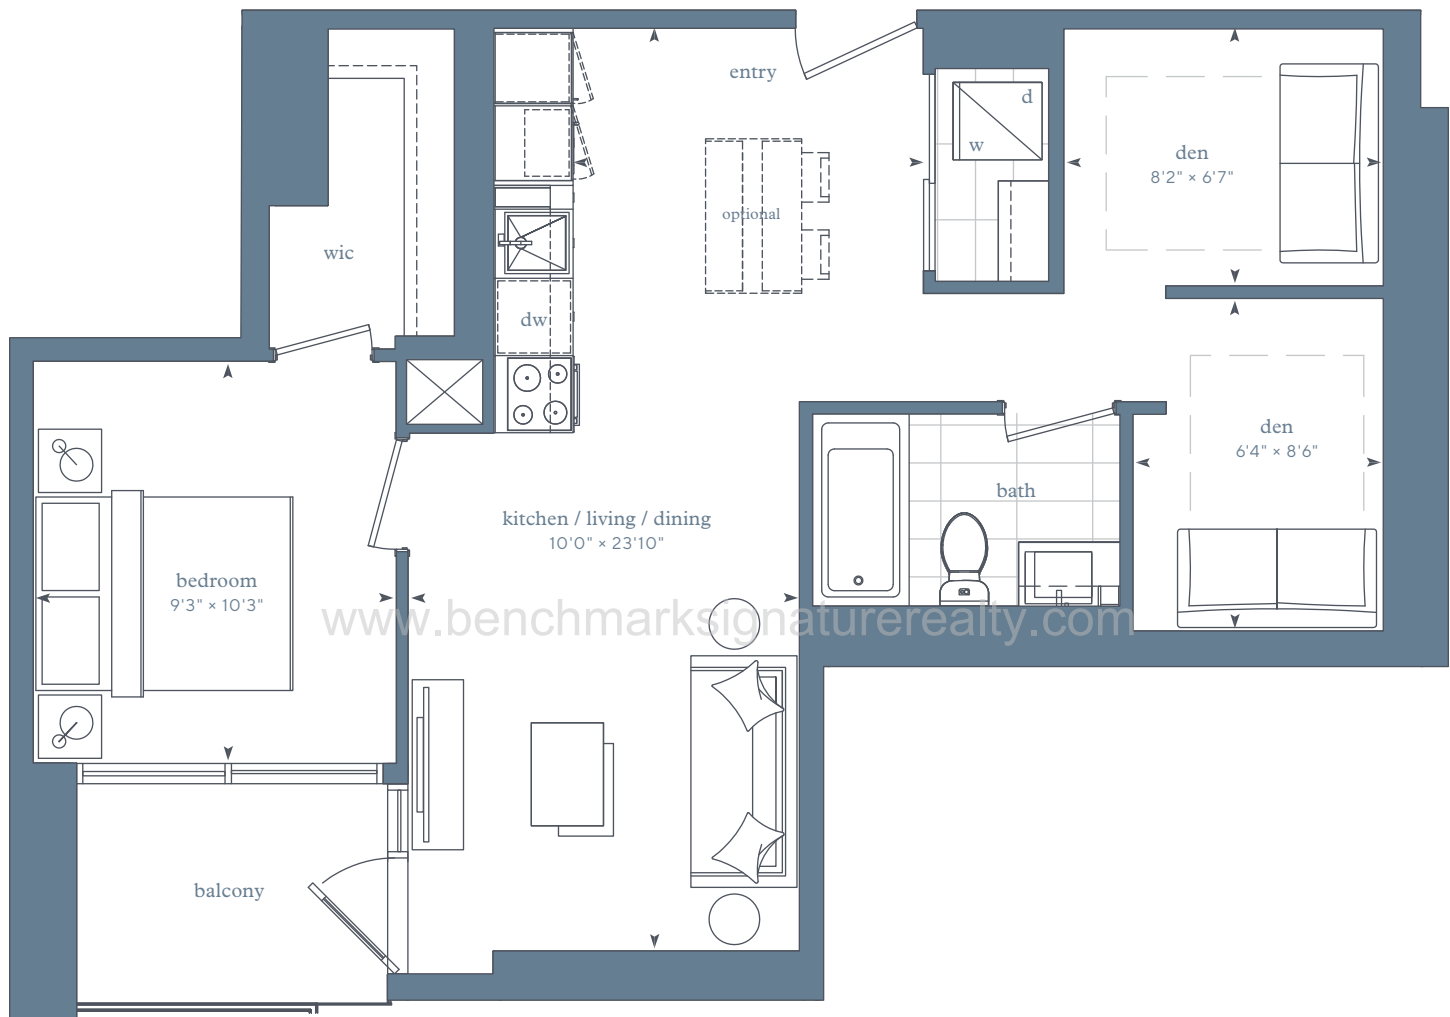 entry
d
w
den
8'2" × 6'7"
optional
wic
dw
den
6'4" × 8'6"
bath
kitchen / living / dining
10'0" × 23'10"
bedroom
9'3" × 10'3"
www.benchmarksignaturerealty.com
balcony